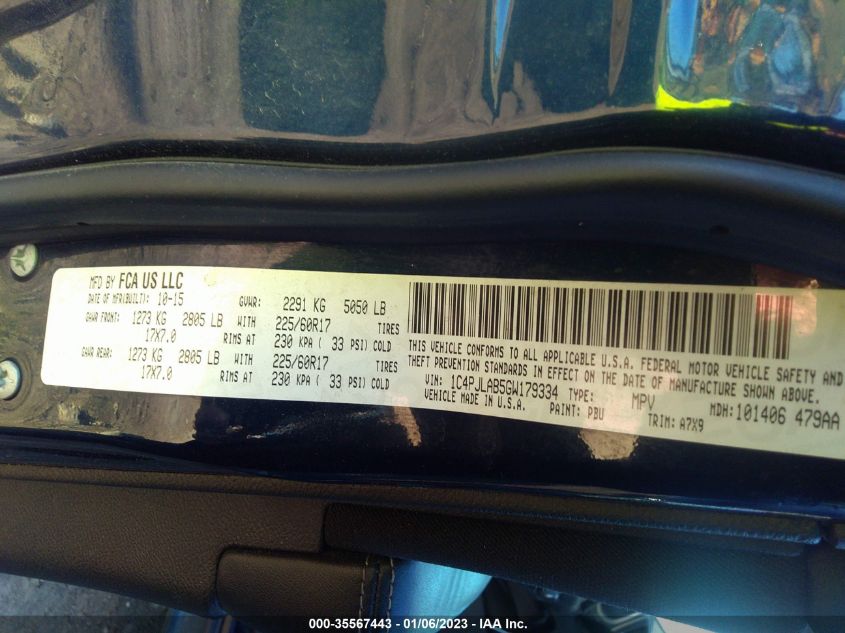 MFD BY FCA US LLC
DATE OF MFR(BUILT): 10-15 GVWR: 2291 KG 5050 LB
GAWR FRONT: 1273 KG 2805 LB WITH 225/60R17 TIRES
17X7.0 RIMS AT 230 KPA ( 33 PSI) COLD
GAWR REAR: 1273 KG 2805 LB WITH 225/60R17 TIRES
17X7.0 RIMS AT 230 KPA ( 33 PSI) COLD
THIS VEHICLE CONFORMS TO ALL APPLICABLE U.S.A. FEDERAL MOTOR VEHICLE SAFETY AND
THEFT PREVENTION STANDARDS IN EFFECT ON THE DATE OF MANUFACTURE SHOWN ABOVE.
VIN: 1C4PJLAB5GW179334 TYPE: MPV MDH: 101406 479AA
VEHICLE MADE IN U.S.A. PAINT: PBU TRIM: A7X9
000-35567443 - 01/06/2023 - IAA Inc.